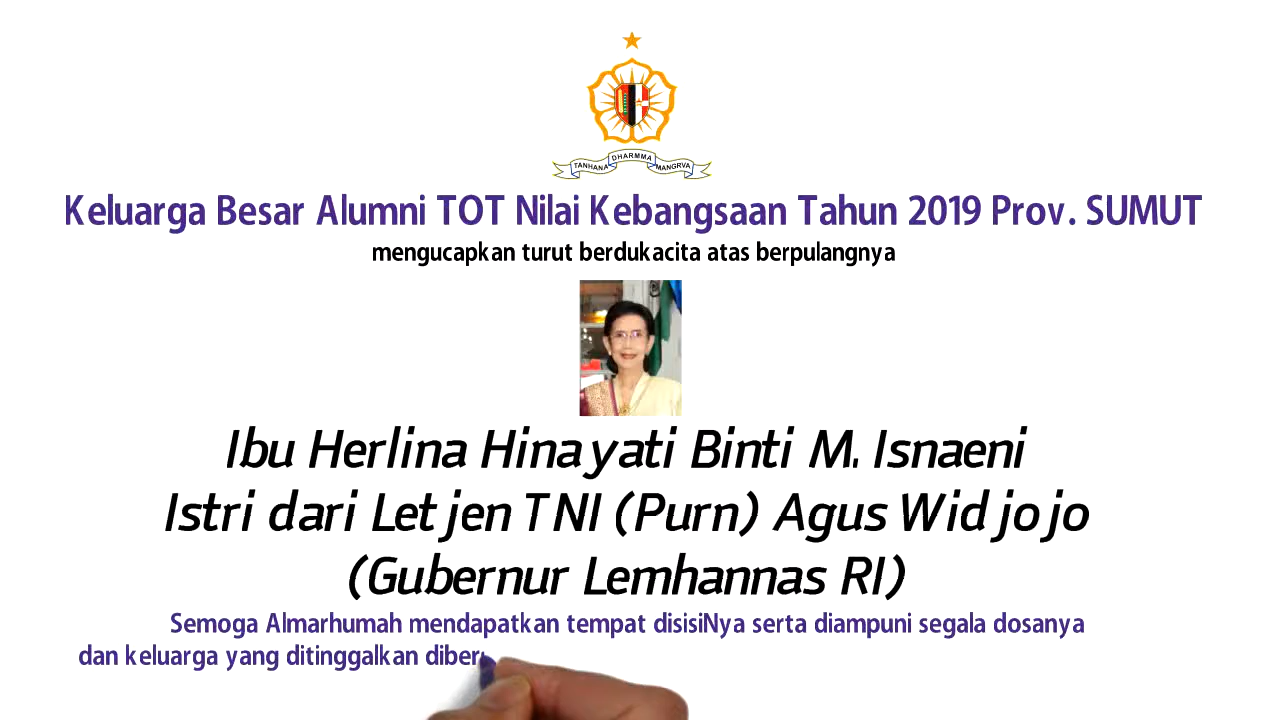 TANHANA DHARMMA MANGRVA
Keluarga Besar Alumni TOT Nilai Kebangsaan Tahun 2019 Prov. SUMUT
mengucapkan turut berdukacita atas berpulangnya
Ibu Herlina Hinayati Binti M. Isnaeni
Istri dari Letjen TNI (Purn) Agus Widjojo
(Gubernur Lemhannas RI)
Semoga Almarhumah mendapatkan tempat disisiNya serta diampuni segala dosanya
dan keluarga yang ditinggalkan diber